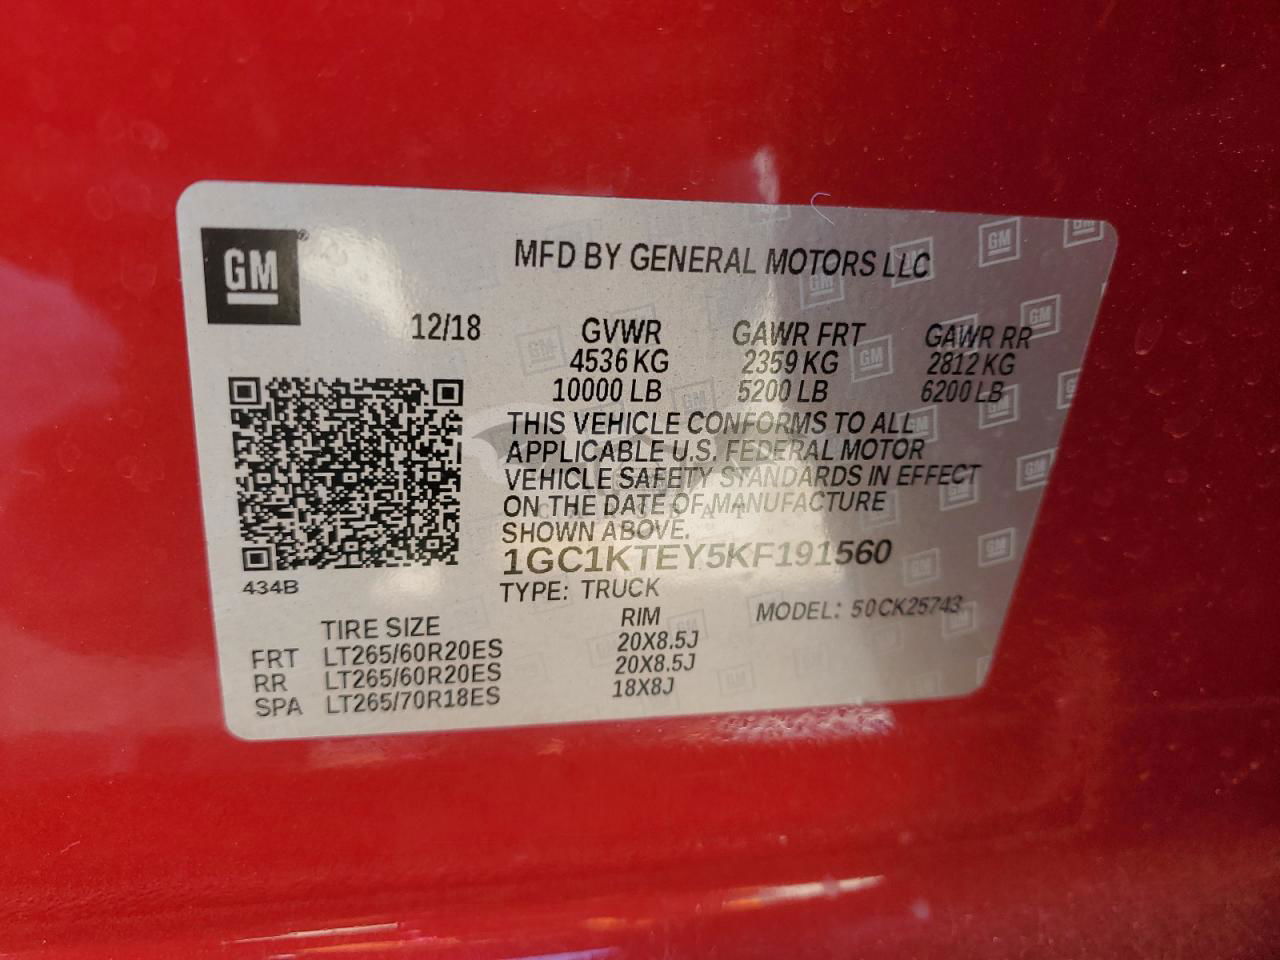 GM
MFD BY GENERAL MOTORS LLC
12/18 GVWR GAWR FRT GAWR RR
4536 KG 2359 KG 2812 KG
10000 LB 5200 LB 6200 LB
THIS VEHICLE CONFORMS TO ALL
APPLICABLE U.S. FEDERAL MOTOR
VEHICLE SAFETY STANDARDS IN EFFECT
ON THE DATE OF MANUFACTURE
SHOWN ABOVE.
1GC1KTEY5KF191560
434B
TYPE: TRUCK
MODEL: 50CK25743
TIRE SIZE RIM
FRT LT265/60R20ES 20X8.5J
RR LT265/60R20ES 20X8.5J
SPA LT265/70R18ES 18X8J